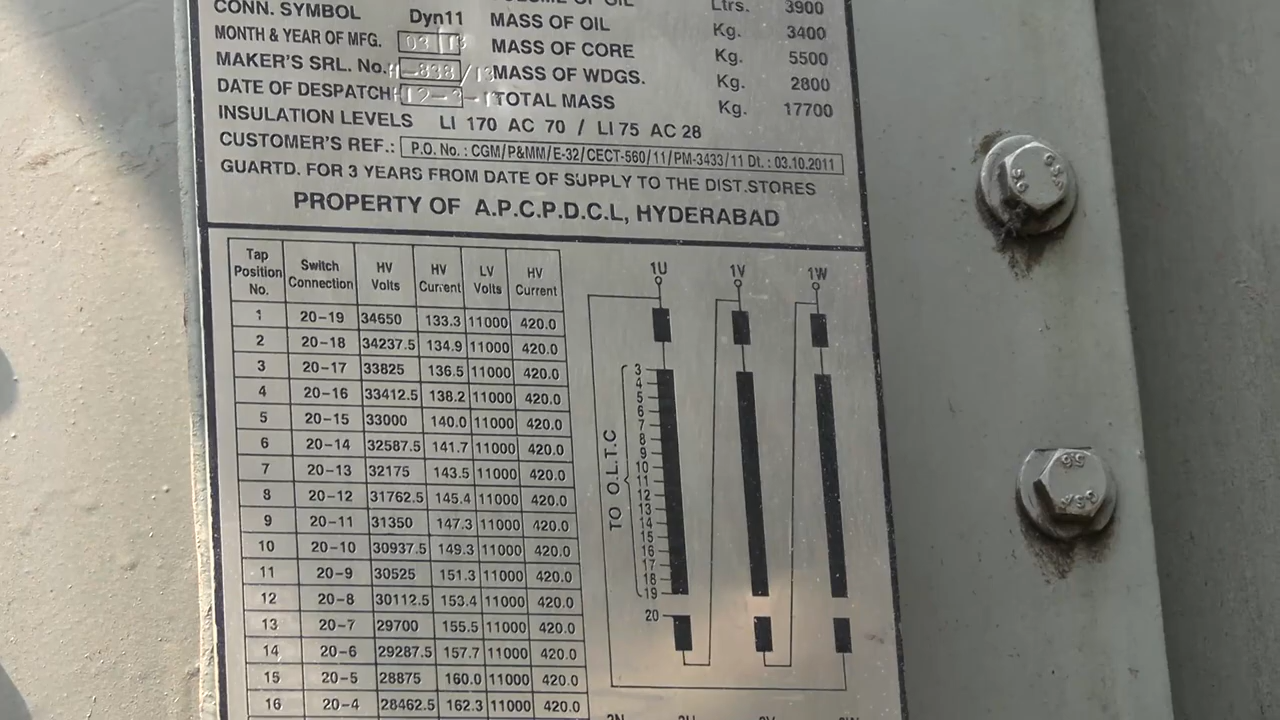 CONN. SYMBOL Dyn11
MONTH & YEAR OF MFG.
MAKER'S SRL. No.
DATE OF DESPATCH
VOLUME OF OIL Ltrs. 3900
MASS OF OIL Kg. 3400
MASS OF CORE Kg. 5500
MASS OF WDGS. Kg. 2800
TOTAL MASS Kg. 17700
INSULATION LEVELS LI 170 AC 70 / LI 75 AC 28
CUSTOMER'S REF.: P.O. No. : CGM/P&MM/E-32/CECT-560/11/PM-3433/11 Dt. : 03.10.2011
GUARTD. FOR 3 YEARS FROM DATE OF SUPPLY TO THE DIST.STORES
PROPERTY OF A.P.C.P.D.C.L, HYDERABAD
Tap Position No. Switch Connection HV Volts HV Current LV Volts HV Current
1 20-19 34650 133.3 11000 420.0
2 20-18 34237.5 134.9 11000 420.0
3 20-17 33825 136.5 11000 420.0
4 20-16 33412.5 138.2 11000 420.0
5 20-15 33000 140.0 11000 420.0
6 20-14 32587.5 141.7 11000 420.0
7 20-13 32175 143.5 11000 420.0
8 20-12 31762.5 145.4 11000 420.0
9 20-11 31350 147.3 11000 420.0
10 20-10 30937.5 149.3 11000 420.0
11 20-9 30525 151.3 11000 420.0
12 20-8 30112.5 153.4 11000 420.0
13 20-7 29700 155.5 11000 420.0
14 20-6 29287.5 157.7 11000 420.0
15 20-5 28875 160.0 11000 420.0
16 20-4 28462.5 162.3 11000 420.0
1U 1V 1W
TO O.L.T.C
3
4
5
6
7
8
9
10
11
12
13
14
15
16
17
18
19
20